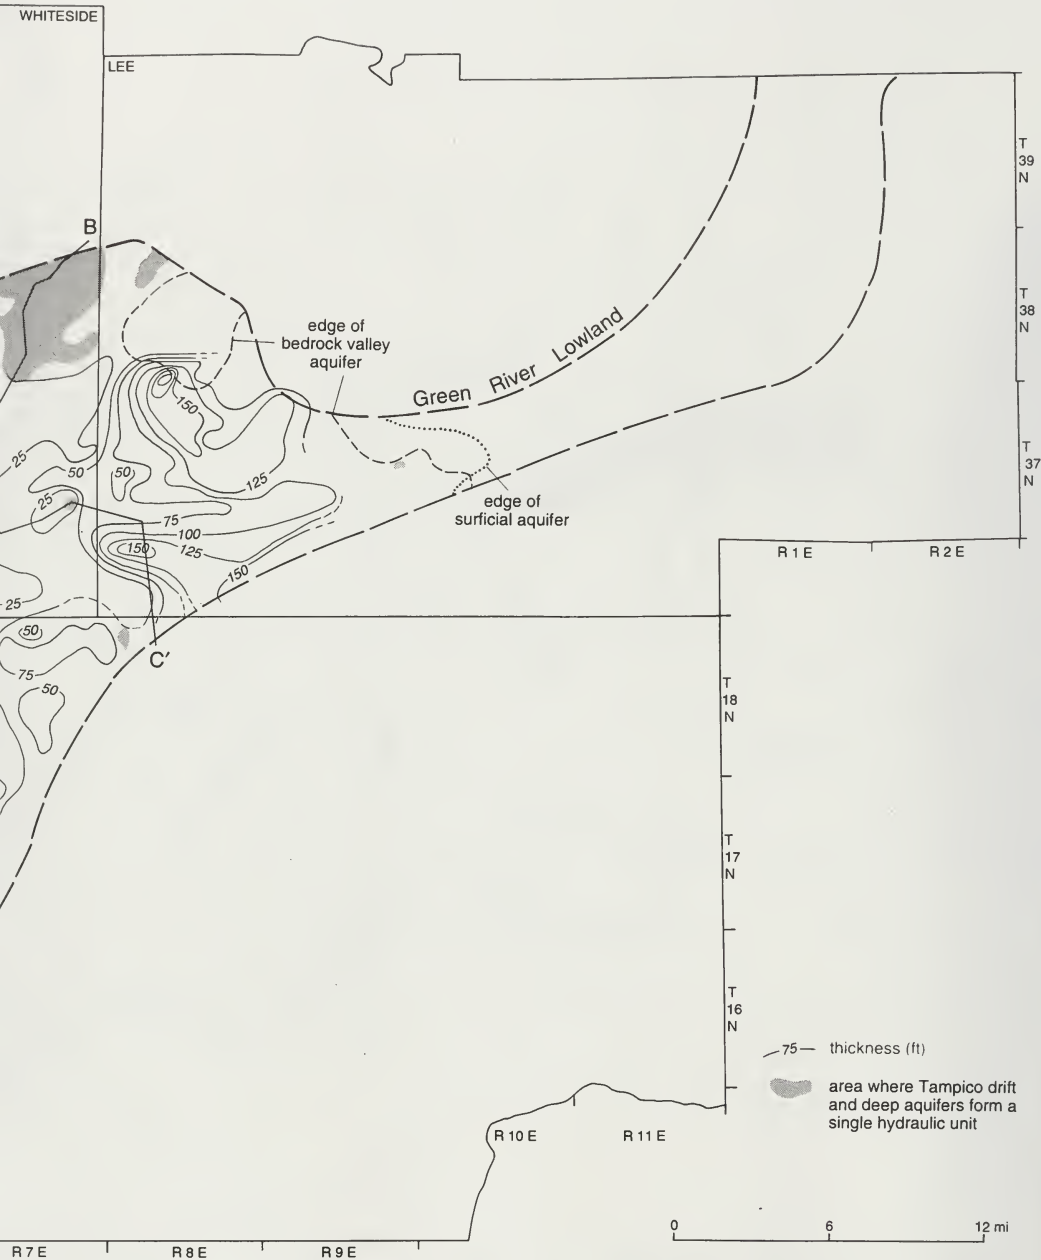 WHITESIDE
LEE
T
39
N
B
T
38
N
edge of
bedrock valley
aquifer
Green River Lowland
150
25
50
50
125
25
T
37
N
edge of
surficial aquifer
75
100
150
125
R 1 E
R 2 E
150
25
50
C′
75
50
T
18
N
T
17
N
T
16
N
75
thickness (ft)
area where Tampico drift
and deep aquifers form a
single hydraulic unit
R 10 E
R 11 E
0
6
12 mi
R 7 E
R 8 E
R 9 E